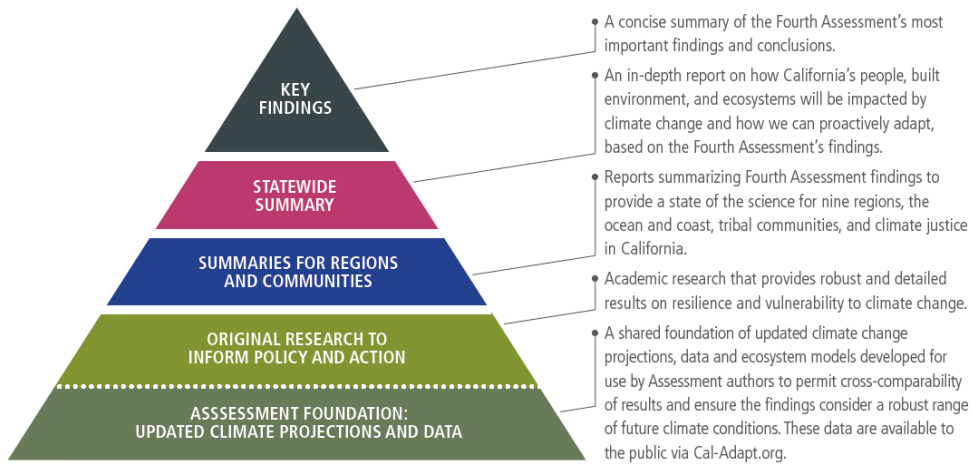 KEY
FINDINGS
A concise summary of the Fourth Assessment's most
important findings and conclusions.
STATEWIDE
SUMMARY
An in-depth report on how California's people, built
environment, and ecosystems will be impacted by
climate change and how we can proactively adapt,
based on the Fourth Assessment's findings.
SUMMARIES FOR REGIONS
AND COMMUNITIES
Reports summarizing Fourth Assessment findings to
provide a state of the science for nine regions, the
ocean and coast, tribal communities, and climate justice
in California.
ORIGINAL RESEARCH TO
INFORM POLICY AND ACTION
Academic research that provides robust and detailed
results on resilience and vulnerability to climate change.
ASSSESSMENT FOUNDATION:
UPDATED CLIMATE PROJECTIONS AND DATA
A shared foundation of updated climate change
projections, data and ecosystem models developed for
use by Assessment authors to permit cross-comparability
of results and ensure the findings consider a robust range
of future climate conditions. These data are available to
the public via Cal-Adapt.org.